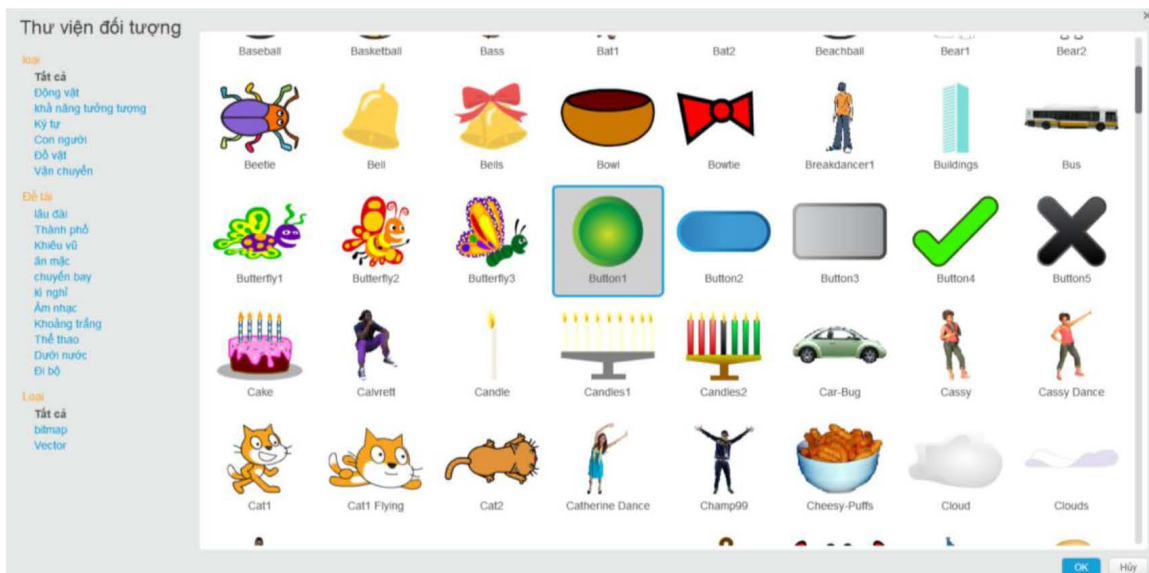 Thư viện đối tượng
loại
Tất cả
Động vật
khả năng tưởng tượng
Ký tự
Con người
Đồ vật
Vận chuyển
Đề tài
lâu đài
Thành phố
Khiêu vũ
ăn mặc
chuyến bay
kì nghỉ
Âm nhạc
Khoảng trắng
Thể thao
Dưới nước
Đi bộ
Loại
Tất cả
bitmap
Vector
Baseball Basketball Bass Bat1 Bat2 Beachball Bear1 Bear2
Beetle Bell Bells Bowl Bowtie Breakdancer1 Buildings Bus
Butterfly1 Butterfly2 Butterfly3 Button1 Button2 Button3 Button4 Button5
Cake Calvrett Candle Candles1 Candles2 Car-Bug Cassy Cassy Dance
Cat1 Cat1 Flying Cat2 Catherine Dance Champ99 Cheesy-Puffs Cloud Clouds
OK Hủy